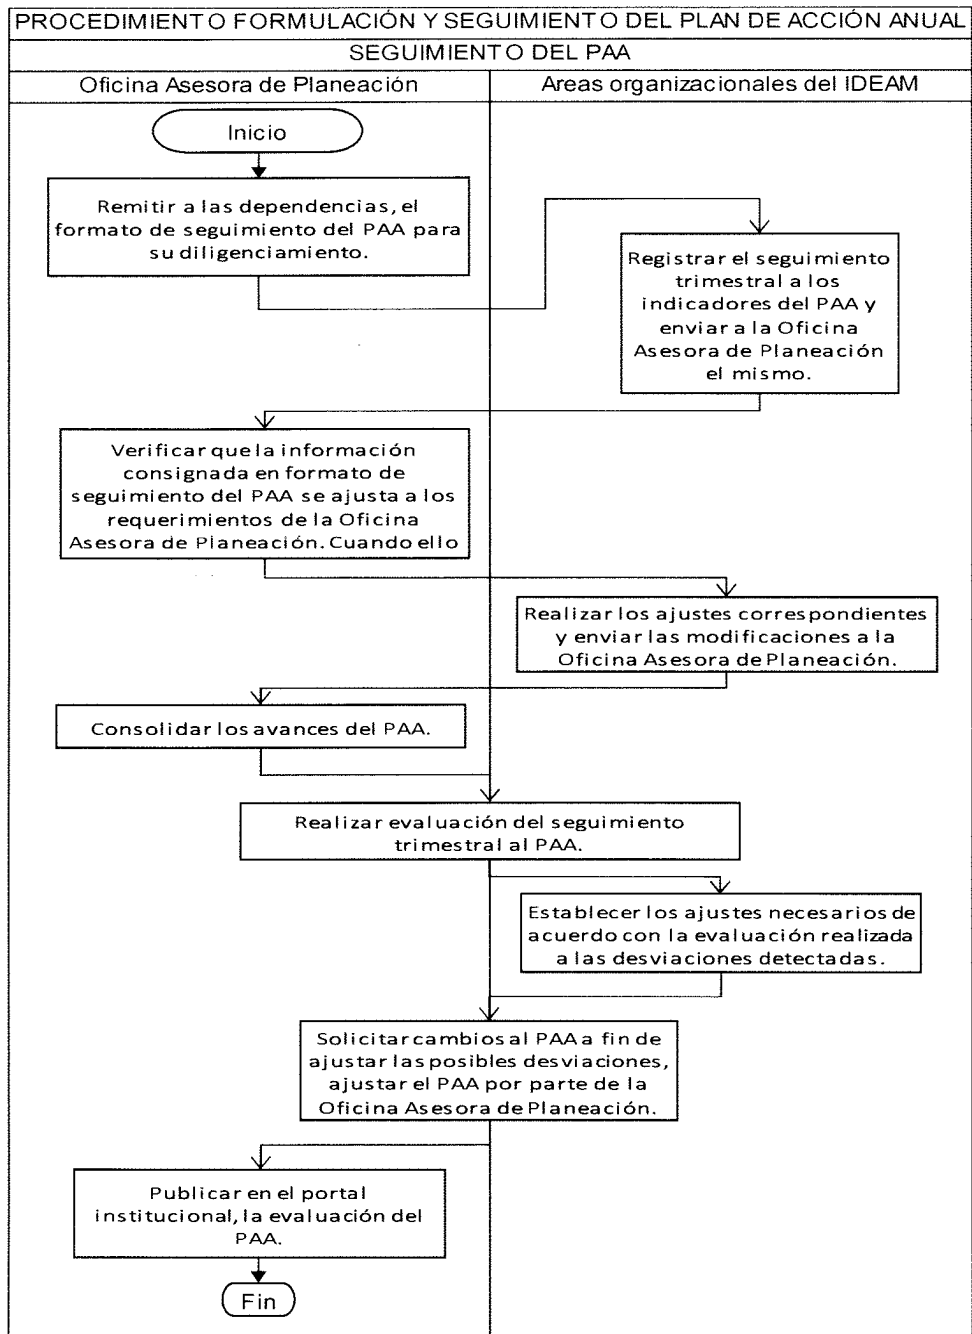 PROCEDIMIENTO FORMULACIÓN Y SEGUIMIENTO DEL PLAN DE ACCIÓN ANUAL
SEGUIMIENTO DEL PAA
Oficina Asesora de Planeación
Areas organizacionales del IDEAM
Inicio
Remitir a las dependencias, el
formato de seguimiento del PAA para
su diligenciamiento.
Registrar el seguimiento
trimestral a los
indicadores del PAA y
enviar a la Oficina
Asesora de Planeación
el mismo.
Verificar que la información
consignada en formato de
seguimiento del PAA se ajusta a los
requerimientos de la Oficina
Asesora de Planeación. Cuando ello
Realizar los ajustes correspondientes
y enviar las modificaciones a la
Oficina Asesora de Planeación.
Consolidar los avances del PAA.
Realizar evaluación del seguimiento
trimestral al PAA.
Establecer los ajustes necesarios de
acuerdo con la evaluación realizada
a las desviaciones detectadas.
Solicitar cambios al PAA a fin de
ajustar las posibles desviaciones,
ajustar el PAA por parte de la
Oficina Asesora de Planeación.
Publicar en el portal
institucional, la evaluación del
PAA.
Fin